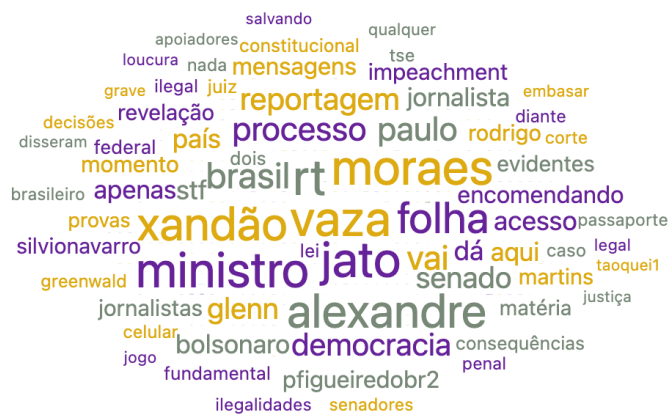 salvando
apoiadores qualquer
constitucional
loucura nada mensagens tse impeachment
grave ilegal juiz reportagem jornalista embasar
decisões revelação processo paulo rodrigo diante
disseram federal país corte
momento dois brasil rt moraes evidentes
brasileiro apenas stf encomendando
provas xandão vaza folha acesso passaporte
silvionavarro lei jato vai dá aqui caso legal
greenwald ministro senado martins taoquei1
jornalistas glenn alexandre matéria justiça
celular bolsonaro democracia consequências
jogo fundamental pfigueiredobr2 penal
ilegalidades senadores